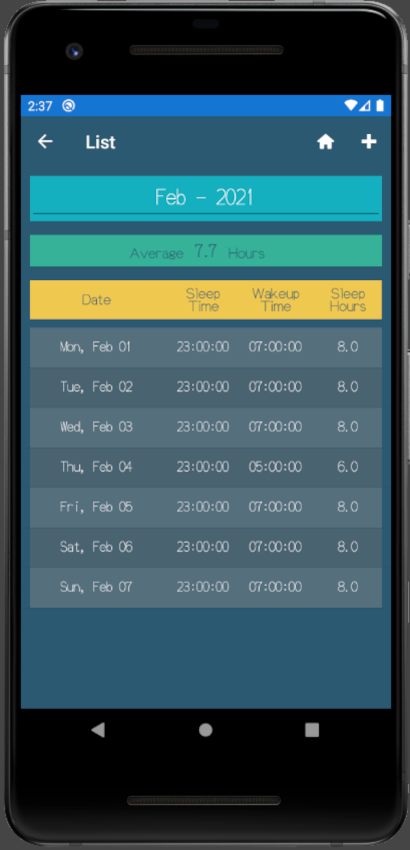 2:37
List
Feb - 2021
Average 7.7 Hours
Date Sleep Time Wakeup Time Sleep Hours
Mon, Feb 01 23:00:00 07:00:00 8.0
Tue, Feb 02 23:00:00 07:00:00 8.0
Wed, Feb 03 23:00:00 07:00:00 8.0
Thu, Feb 04 23:00:00 05:00:00 6.0
Fri, Feb 05 23:00:00 07:00:00 8.0
Sat, Feb 06 23:00:00 07:00:00 8.0
Sun, Feb 07 23:00:00 07:00:00 8.0